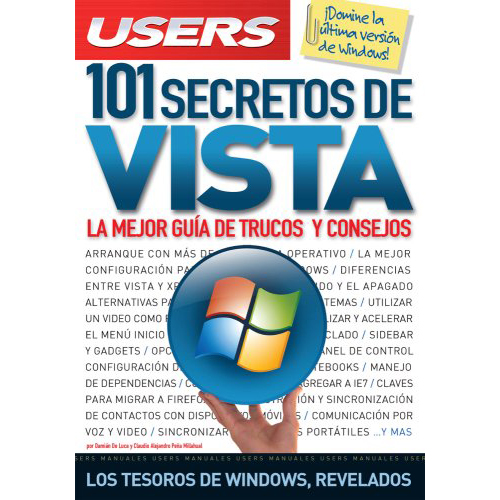 USERS
¡Domine la
última versión
de Windows!
101 SECRETOS DE
VISTA
LA MEJOR GUÍA DE TRUCOS Y CONSEJOS
ARRANQUE CON MÁS DE OPERATIVO / LA MEJOR
CONFIGURACIÓN PA OWS / DIFERENCIAS
ENTRE VISTA Y XP DO Y EL APAGADO
ALTERNATIVAS PA TEMAS / UTILIZAR
UN VIDEO COMO LIZAR Y ACELERAR
EL MENÚ INICIO CLADO / SIDEBAR
Y GADGETS / OPC ANEL DE CONTROL
CONFIGURACIÓN D TEBOOKS / MANEJO
DE DEPENDENCIAS / C AGREGAR A IE7 / CLAVES
PARA MIGRAR A FIREFO RACIÓN Y SINCRONIZACIÓN
DE CONTACTOS CON DISPOSITIVOS MÓVILES / COMUNICACIÓN POR
VOZ Y VIDEO / SINCRONIZAR S PORTÁTILES ...Y MAS
por Damián De Luca y Claudio Alejandro Peña Millahual
USERS MANUALES USERS MANUALES USERS MANUALES USERS MANUALES USERS
LOS TESOROS DE WINDOWS, REVELADOS